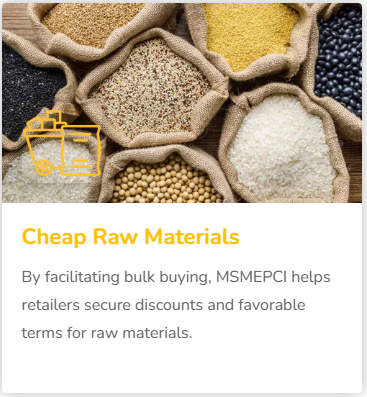 Cheap Raw Materials
By facilitating bulk buying, MSMEPCI helps
retailers secure discounts and favorable
terms for raw materials.